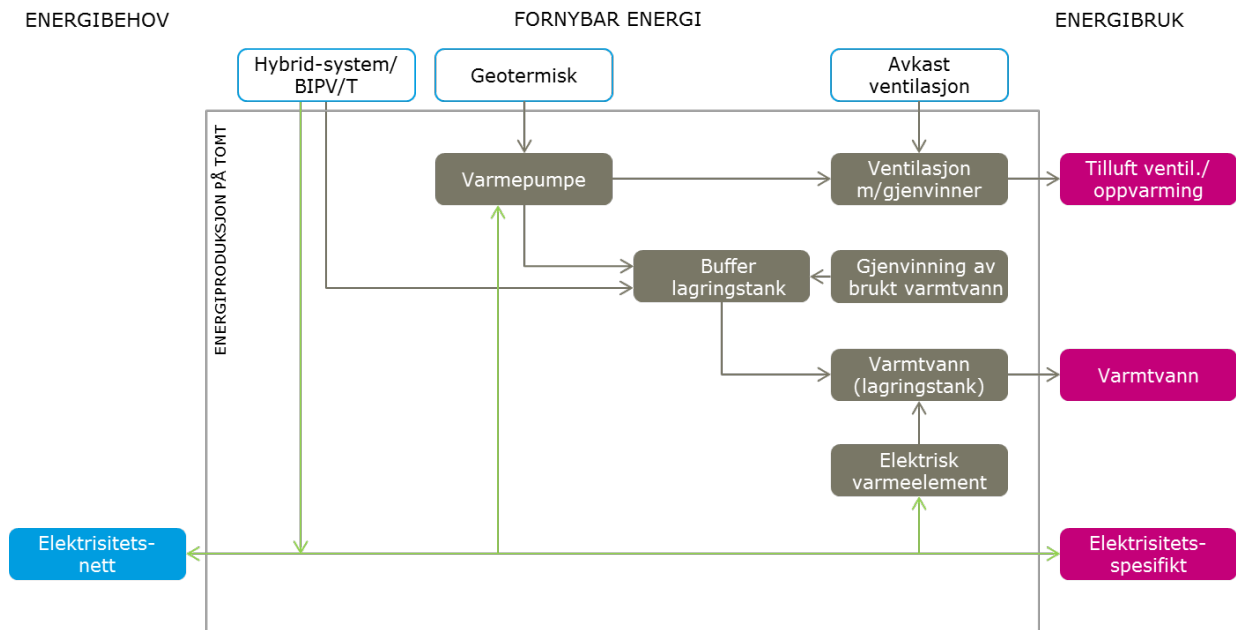 ENERGIBEHOV
FORNYBAR ENERGI
ENERGIBRUK
Hybrid-system/
BIPV/T
Geotermisk
Avkast
ventilasjon
ENERGIPRODUKSJON PÅ TOMT
Varmepumpe
Ventilasjon
m/gjenvinner
Tilluft ventil./
oppvarming
Buffer
lagringstank
Gjenvinning av
brukt varmtvann
Varmtvann
(lagringstank)
Varmtvann
Elektrisk
varmeelement
Elektrisitets-
nett
Elektrisitets-
spesifikt